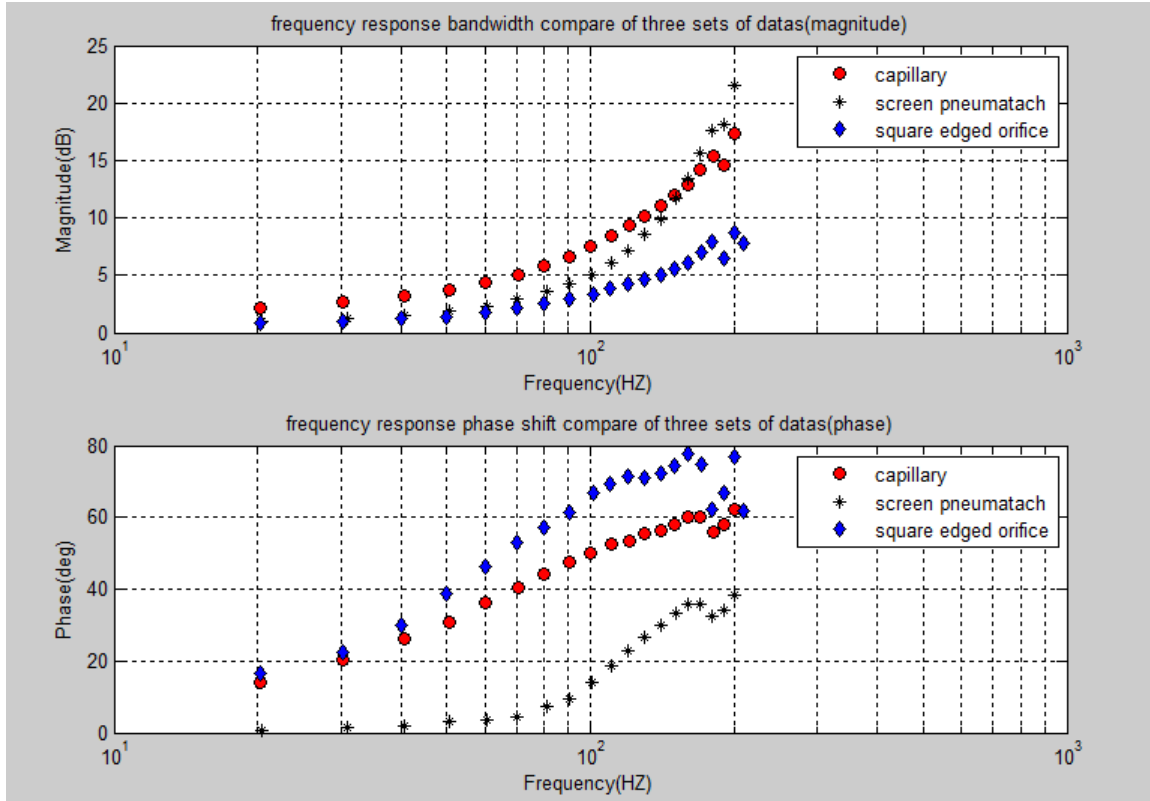 frequency response bandwidth compare of three sets of datas(magnitude)
25
20
15
10
5
0
Magnitude(dB)
capillary
screen pneumatach
square edged orifice
10^1
10^2
10^3
Frequency(HZ)
frequency response phase shift compare of three sets of datas(phase)
80
60
40
20
0
Phase(deg)
capillary
screen pneumatach
square edged orifice
10^1
10^2
10^3
Frequency(HZ)